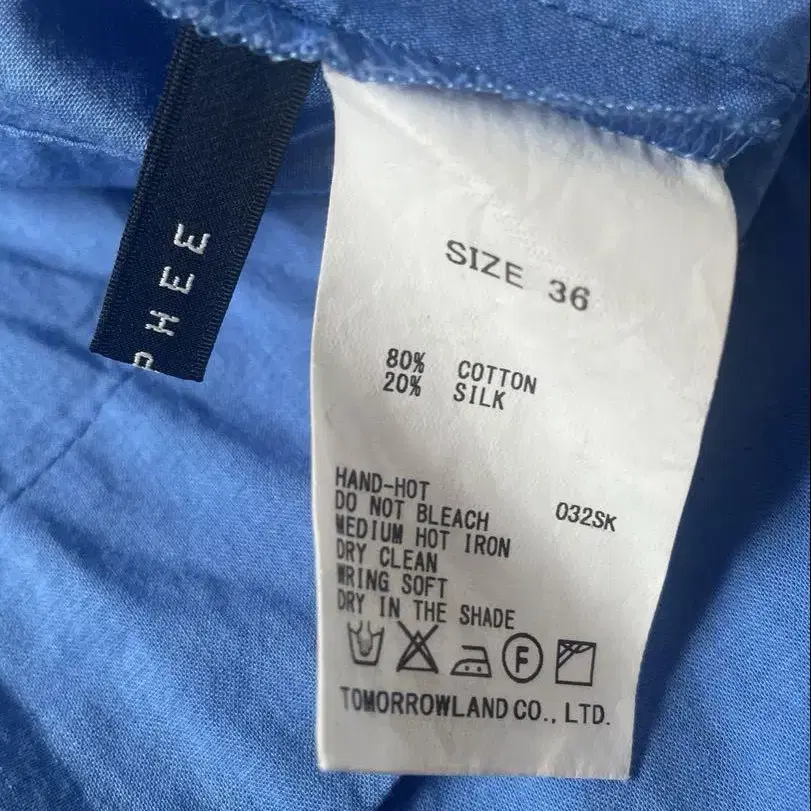 PHEE
SIZE 36
80% COTTON
20% SILK
HAND-HOT
DO NOT BLEACH
MEDIUM HOT IRON
DRY CLEAN
WRING SOFT
DRY IN THE SHADE
032SK
F
TOMORROWLAND CO., LTD.